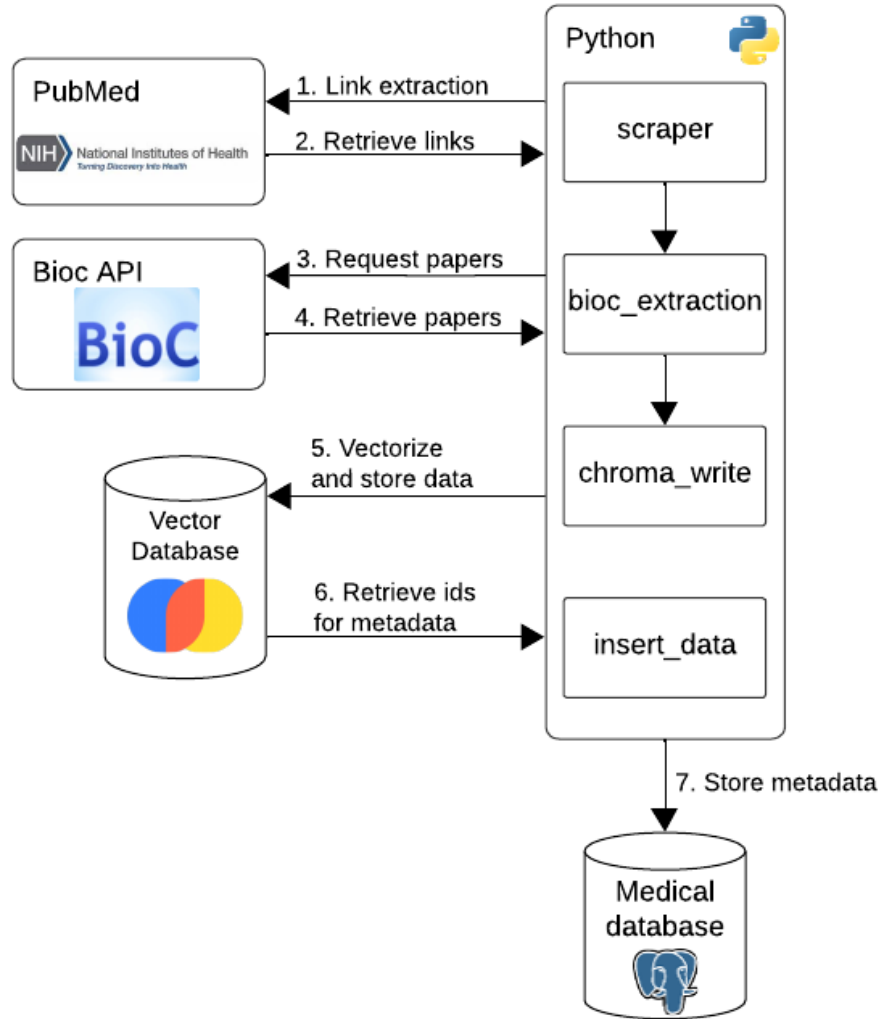 Python
PubMed
1. Link extraction
scraper
NIH National Institutes of Health
Turning Discovery Into Health
2. Retrieve links
Bioc API
3. Request papers
bioc_extraction
BioC
4. Retrieve papers
5. Vectorize
and store data
chroma_write
Vector
Database
6. Retrieve ids
for metadata
insert_data
7. Store metadata
Medical
database